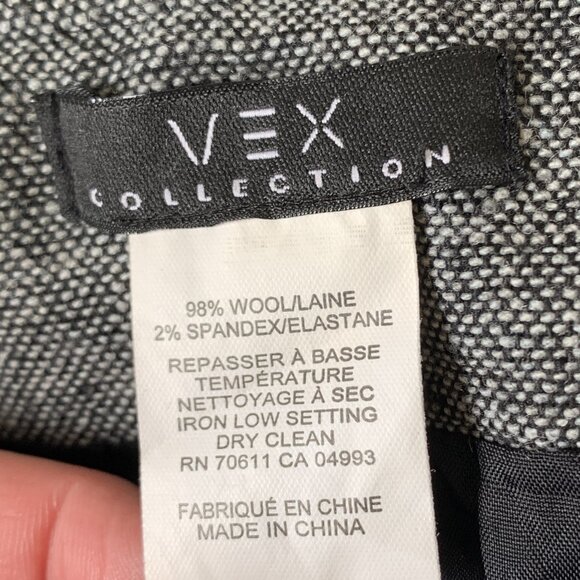 VEX
COLLECTION
98% WOOL/LAINE
2% SPANDEX/ELASTANE
REPASSER À BASSE
TEMPÉRATURE
NETTOYAGE À SEC
IRON LOW SETTING
DRY CLEAN
RN 70611 CA 04993
FABRIQUÉ EN CHINE
MADE IN CHINA